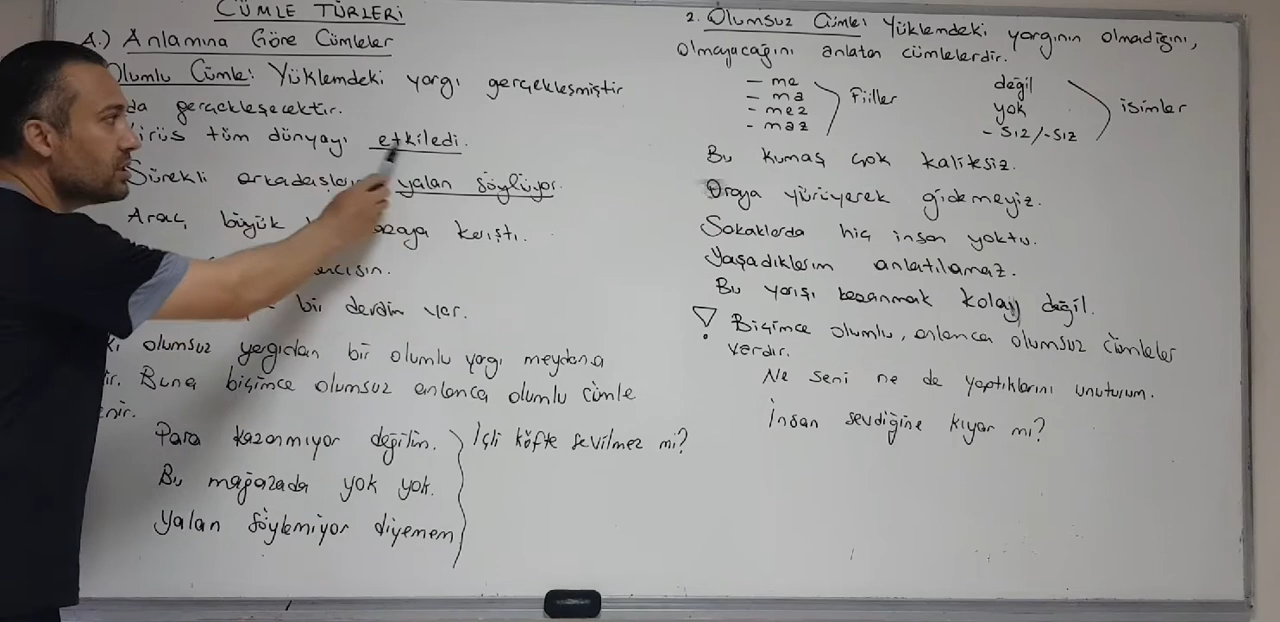 CÜMLE TÜRLERİ
A.) Anlamına Göre Cümleler
Olumlu Cümle: Yüklemdeki yargı gerçekleşmiştir
da gerçekleşecektir.
tüm dünyayı etkiledi.
Sürekli yalan söylüyor.
Araç büyük karıştı.
bir derdim var.
olumsuz yargıdan bir olumlu yargı meydana
Buna biçimce olumsuz anlamca olumlu cümle
Para kazanmıyor değilim.
Bu mağazada yok yok.
Yalan söylemiyor diyemem
İçli köfte sevilmez mi?
2. Olumsuz Cümle: Yüklemdeki yargının olmadığını,
olmayacağını anlatan cümlelerdir.
- me
- ma
- mez
- maz
Fiiller
değil
yok
- sız/-siz
isimler
Bu kumaş çok kalitesiz.
Oraya yürüyerek gidemeyiz.
Sokaklarda hiç insan yoktu.
Yaşadıklarım anlatılamaz.
Bu yarışı kazanmak kolay değil.
! Biçimce olumlu, anlamca olumsuz cümleler
vardır.
Ne seni ne de yaptıklarını unuturum.
İnsan sevdiğine kıyar mı?